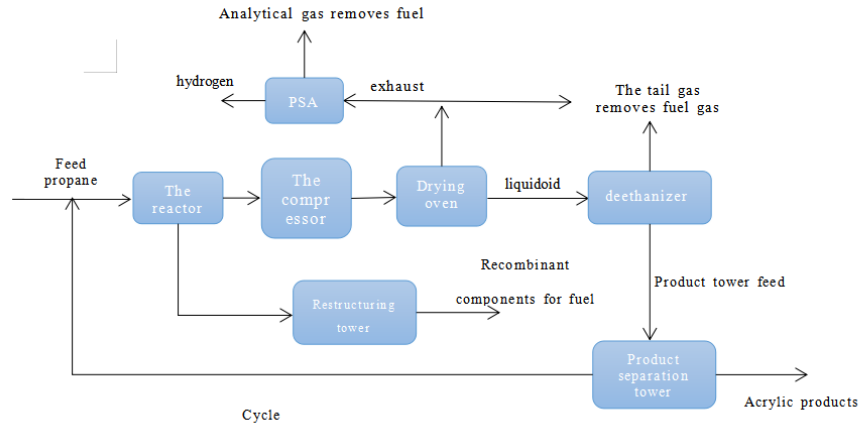 Analytical gas removes fuel
hydrogen
PSA
exhaust
The tail gas
removes fuel gas
Feed
propane
The
reactor
The
compr
essor
Drying
oven
liquidoid
deethanizer
Recombinant
components for fuel
Product tower feed
Restructuring
tower
Product
separation
tower
Acrylic products
Cycle